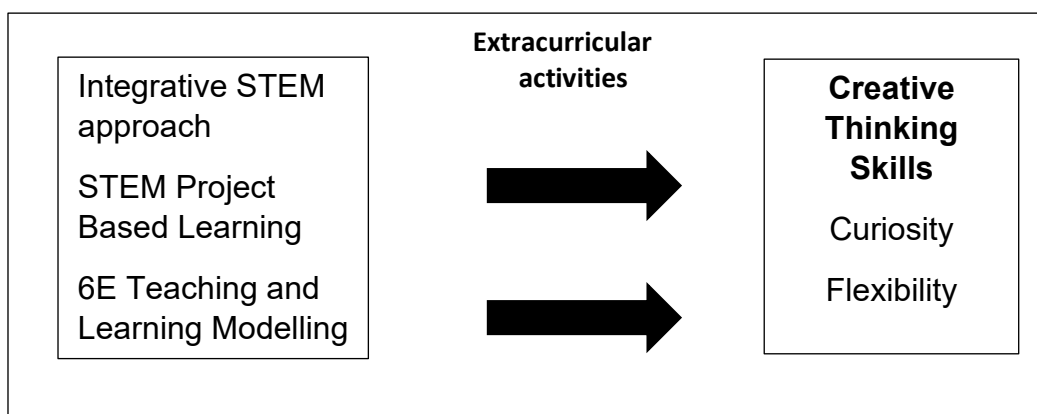 Integrative STEM
approach
STEM Project
Based Learning
6E Teaching and
Learning Modelling
Extracurricular
activities
Creative
Thinking
Skills
Curiosity
Flexibility